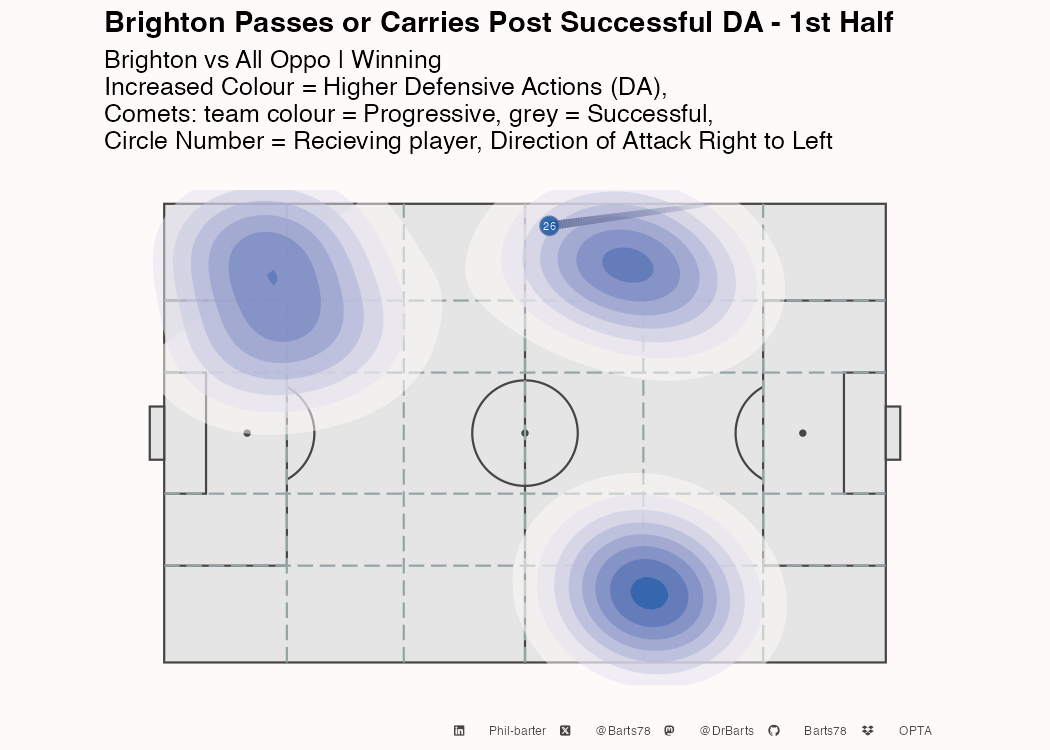 Brighton Passes or Carries Post Successful DA - 1st Half
Brighton vs All Oppo | Winning
Increased Colour = Higher Defensive Actions (DA),
Comets: team colour = Progressive, grey = Successful,
Circle Number = Recieving player, Direction of Attack Right to Left
26
Phil-barter @Barts78 @DrBarts Barts78 OPTA